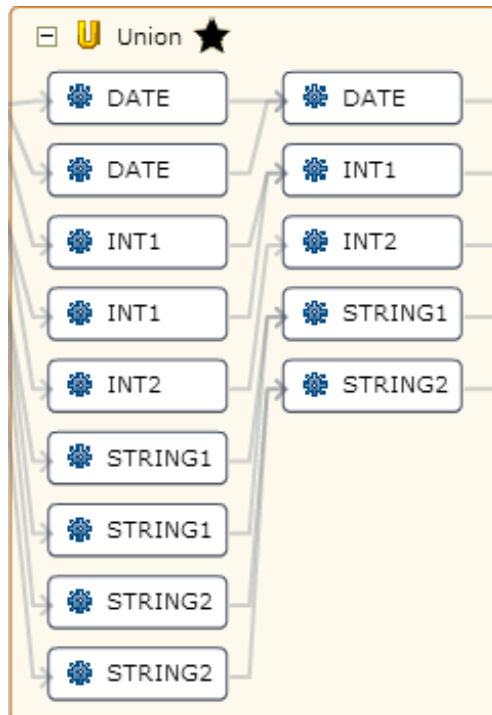 Union
DATE
DATE
INT1
INT1
INT2
STRING1
STRING1
STRING2
STRING2
DATE
INT1
INT2
STRING1
STRING2